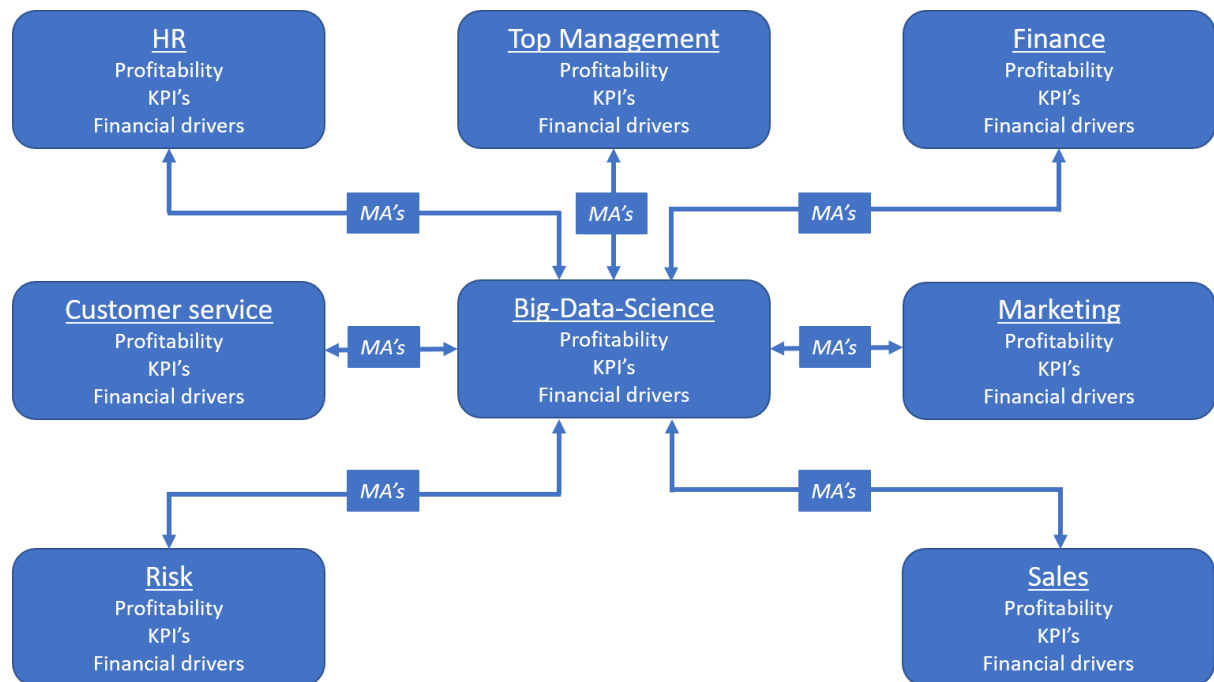 HR
Profitability
KPI's
Financial drivers
Top Management
Profitability
KPI's
Financial drivers
Finance
Profitability
KPI's
Financial drivers
MA's
MA's
MA's
Customer service
Profitability
KPI's
Financial drivers
MA's
Big-Data-Science
Profitability
KPI's
Financial drivers
MA's
Marketing
Profitability
KPI's
Financial drivers
MA's
MA's
Risk
Profitability
KPI's
Financial drivers
Sales
Profitability
KPI's
Financial drivers